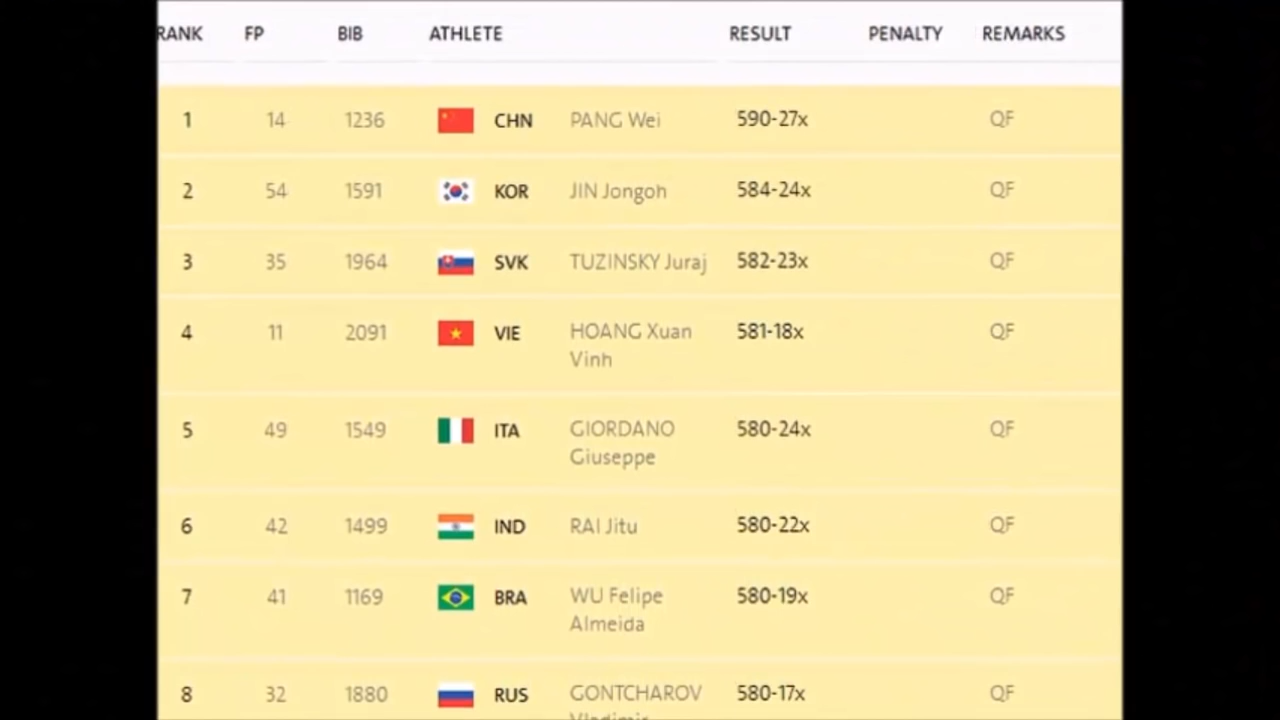 RANK FP BIB ATHLETE RESULT PENALTY REMARKS
1 14 1236 CHN PANG Wei 590-27x QF
2 54 1591 KOR JIN Jongoh 584-24x QF
3 35 1964 SVK TUZINSKY Juraj 582-23x QF
4 11 2091 VIE HOANG Xuan 581-18x QF
Vinh
5 49 1549 ITA GIORDANO 580-24x QF
Giuseppe
6 42 1499 IND RAI Jitu 580-22x QF
7 41 1169 BRA WU Felipe 580-19x QF
Almeida
8 32 1880 RUS GONTCHAROV 580-17x QF